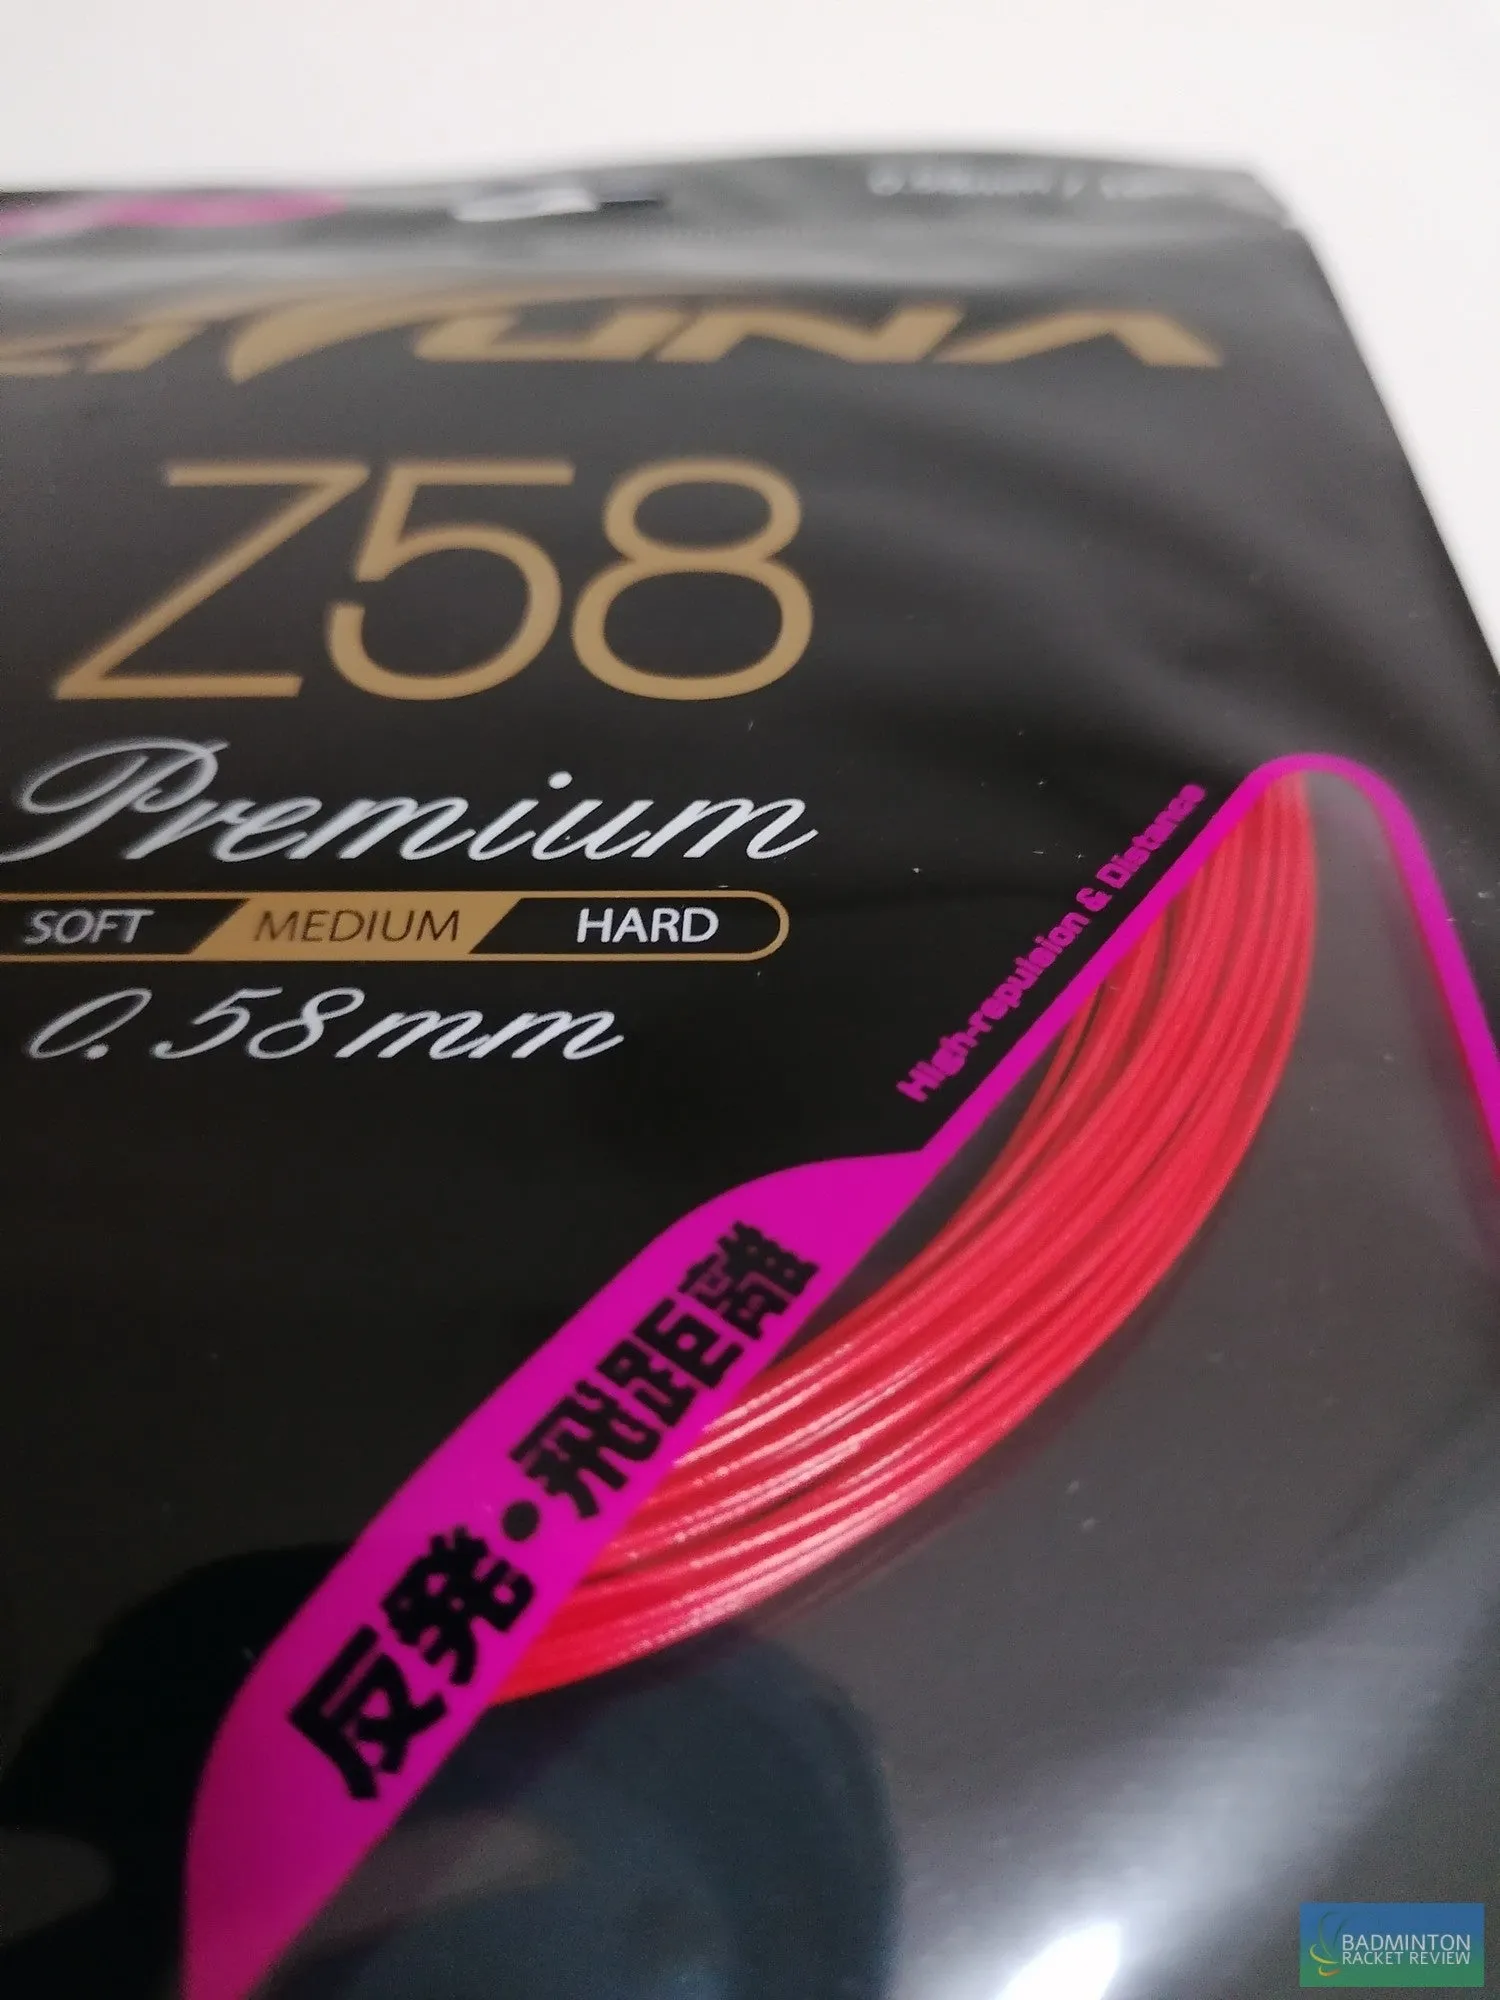 Z58
Premium
SOFT MEDIUM HARD
0.58mm
High-repulsion & Distance
反発・飛距離
BADMINTON
RACKET REVIEW